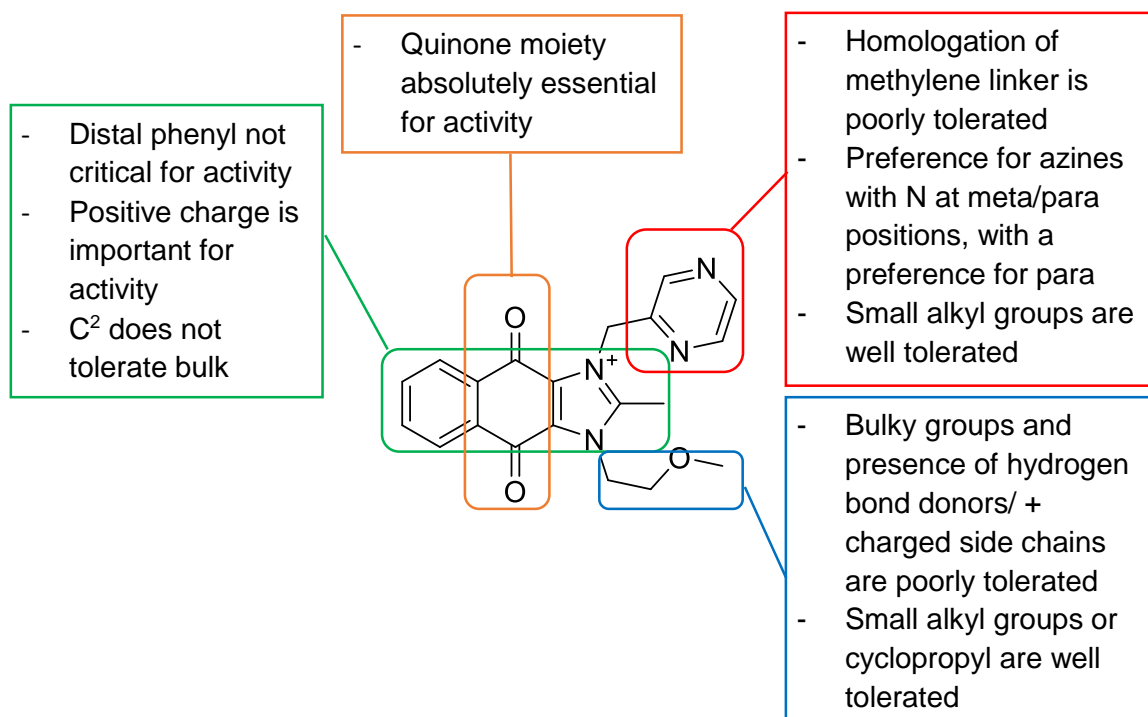 - Distal phenyl not
critical for activity
- Positive charge is
important for
activity
- C² does not
tolerate bulk
- Quinone moiety
absolutely essential
for activity
- Homologation of
methylene linker is
poorly tolerated
- Preference for azines
with N at meta/para
positions, with a
preference for para
- Small alkyl groups are
well tolerated
O
N
N
N+
N
O
O
- Bulky groups and
presence of hydrogen
bond donors/ +
charged side chains
are poorly tolerated
- Small alkyl groups or
cyclopropyl are well
tolerated